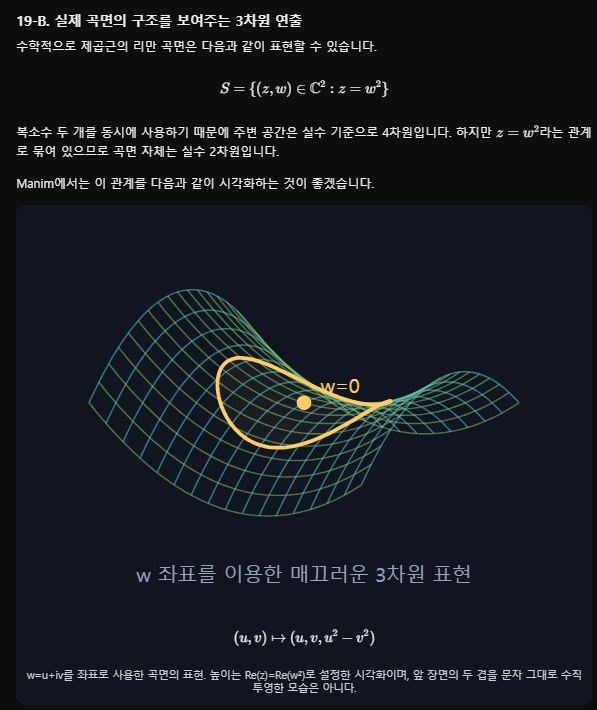 19-B. 실제 곡면의 구조를 보여주는 3차원 연출
수학적으로 제곱근의 리만 곡면은 다음과 같이 표현할 수 있습니다.
S = {(z, w) ∈ ℂ² : z = w²}
복소수 두 개를 동시에 사용하기 때문에 주변 공간은 실수 기준으로 4차원입니다. 하지만 z = w²라는 관계
로 묶여 있으므로 곡면 자체는 실수 2차원입니다.
Manim에서는 이 관계를 다음과 같이 시각화하는 것이 좋겠습니다.
w=0
w 좌표를 이용한 매끄러운 3차원 표현
(u, v) ↦ (u, v, u² − v²)
w=u+iv를 좌표로 사용한 곡면의 표현. 높이는 Re(z)=Re(w²)로 설정한 시각화이며, 앞 장면의 두 겹을 문자 그대로 수직
투영한 모습은 아니다.